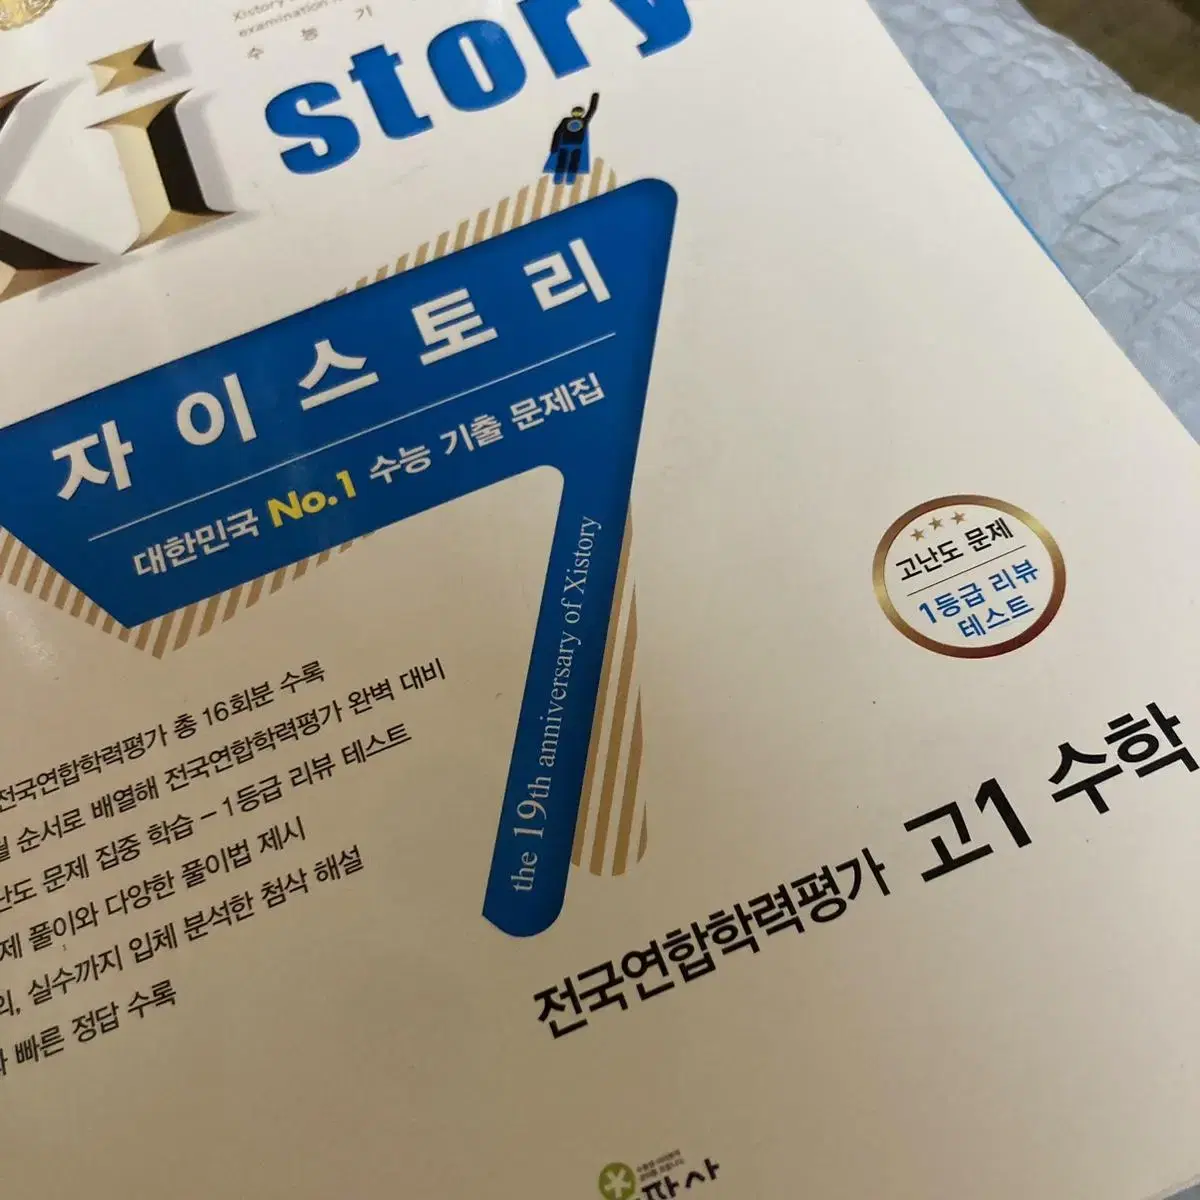 Xistory
수 능 기
Xi story
자이스토리
대한민국 No.1 수능 기출 문제집
the 19th anniversary of Xistory
고난도 문제
1등급 리뷰
테스트
전국연합학력평가 총 16회분 수록
순서로 배열해 전국연합학력평가 완벽 대비
난도 문제 집중 학습 – 1등급 리뷰 테스트
제 풀이와 다양한 풀이법 제시
실수까지 입체 분석한 첨삭 해설
빠른 정답 수록
전국연합학력평가 고1 수학